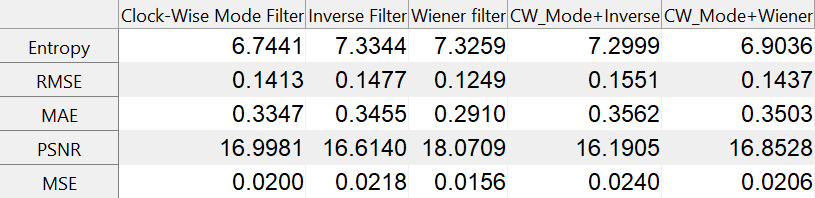 Clock-Wise Mode Filter Inverse Filter Wiener filter CW_Mode+Inverse CW_Mode+Wiener
Entropy 6.7441 7.3344 7.3259 7.2999 6.9036
RMSE 0.1413 0.1477 0.1249 0.1551 0.1437
MAE 0.3347 0.3455 0.2910 0.3562 0.3503
PSNR 16.9981 16.6140 18.0709 16.1905 16.8528
MSE 0.0200 0.0218 0.0156 0.0240 0.0206